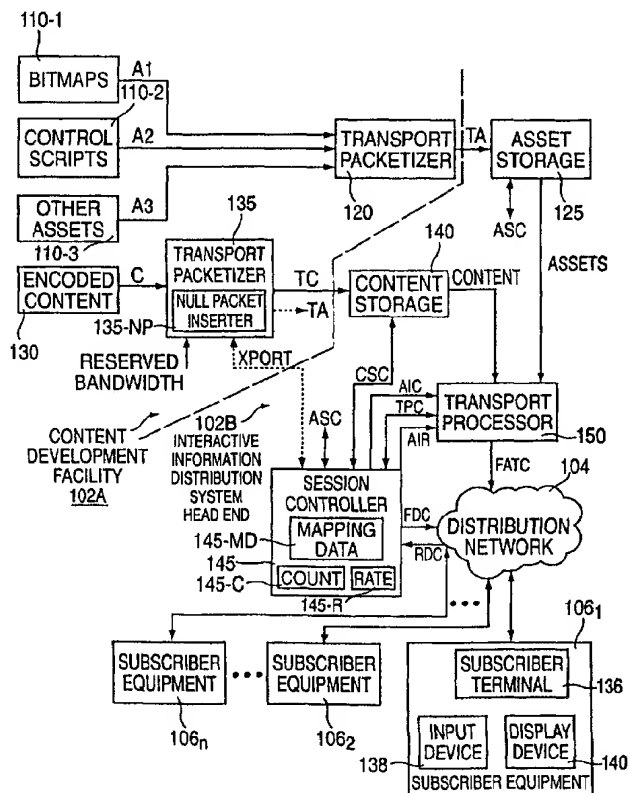 110-1
BITMAPS
A1
110-2
CONTROL
SCRIPTS
A2
OTHER
ASSETS
A3
110-3
TRANSPORT
PACKETIZER
120
TA
ASSET
STORAGE
125
ASC
ASSETS
ENCODED
CONTENT
130
C
135
TRANSPORT
PACKETIZER
NULL PACKET
INSERTER
135-NP
TC
TA
RESERVED
BANDWIDTH
XPORT
140
CONTENT
STORAGE
CONTENT
CSC
CONTENT
DEVELOPMENT
FACILITY
102A
102B
INTERACTIVE
INFORMATION
DISTRIBUTION
SYSTEM
HEAD END
ASC
AIC
TPC
AIR
TRANSPORT
PROCESSOR
150
FATC
104
SESSION
CONTROLLER
MAPPING
DATA
145-MD
145
145-C
COUNT
RATE
145-R
FDC
RDC
DISTRIBUTION
NETWORK
SUBSCRIBER
EQUIPMENT
106n
SUBSCRIBER
EQUIPMENT
1062
1061
SUBSCRIBER
TERMINAL
136
INPUT
DEVICE
138
DISPLAY
DEVICE
140
SUBSCRIBER EQUIPMENT